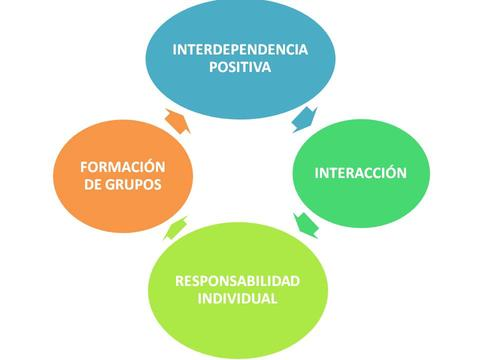 INTERDEPENDENCIA
POSITIVA
FORMACIÓN
DE GRUPOS
INTERACCIÓN
RESPONSABILIDAD
INDIVIDUAL